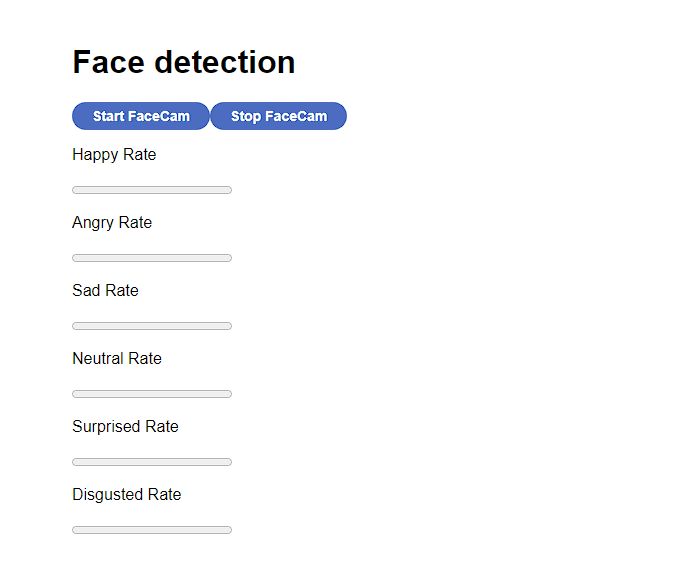 Face detection
Start FaceCam Stop FaceCam
Happy Rate
Angry Rate
Sad Rate
Neutral Rate
Surprised Rate
Disgusted Rate